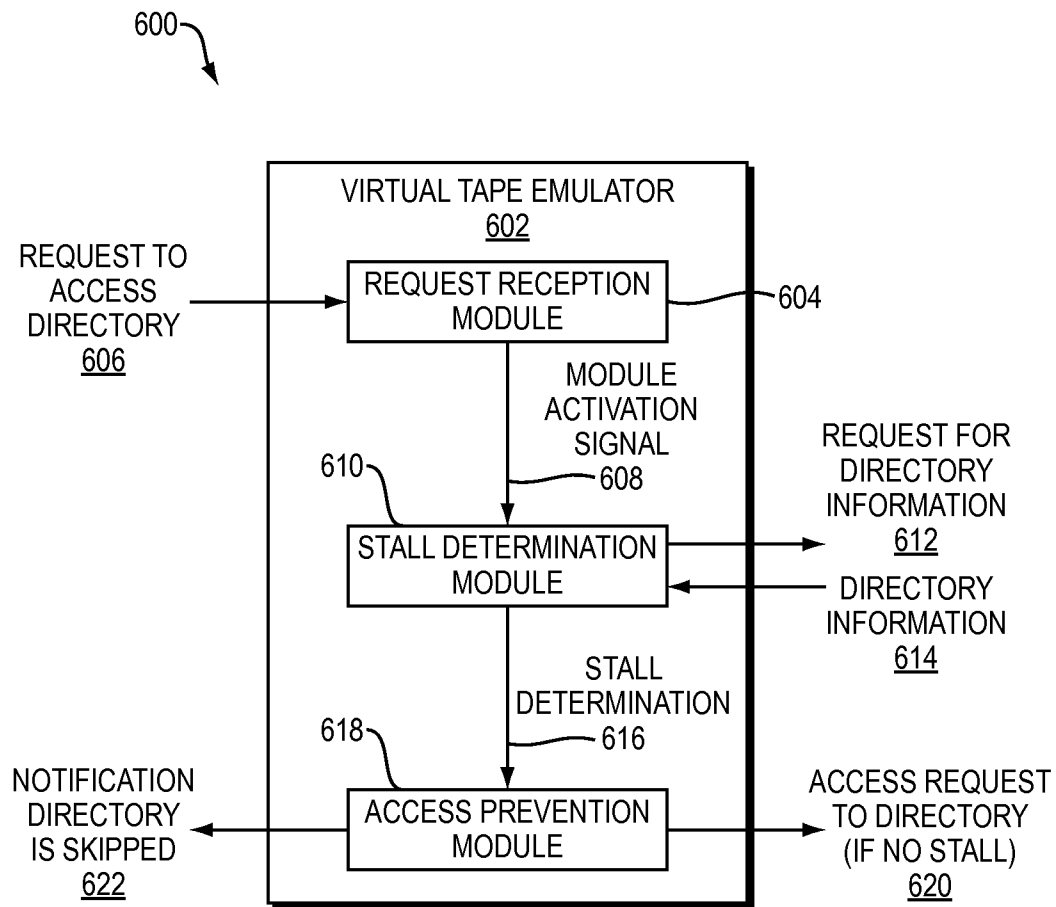 600
VIRTUAL TAPE EMULATOR
602
REQUEST TO
ACCESS
DIRECTORY
606
REQUEST RECEPTION
MODULE
604
MODULE
ACTIVATION
SIGNAL
608
610
STALL DETERMINATION
MODULE
REQUEST FOR
DIRECTORY
INFORMATION
612
DIRECTORY
INFORMATION
614
STALL
DETERMINATION
616
618
ACCESS PREVENTION
MODULE
NOTIFICATION
DIRECTORY
IS SKIPPED
622
ACCESS REQUEST
TO DIRECTORY
(IF NO STALL)
620